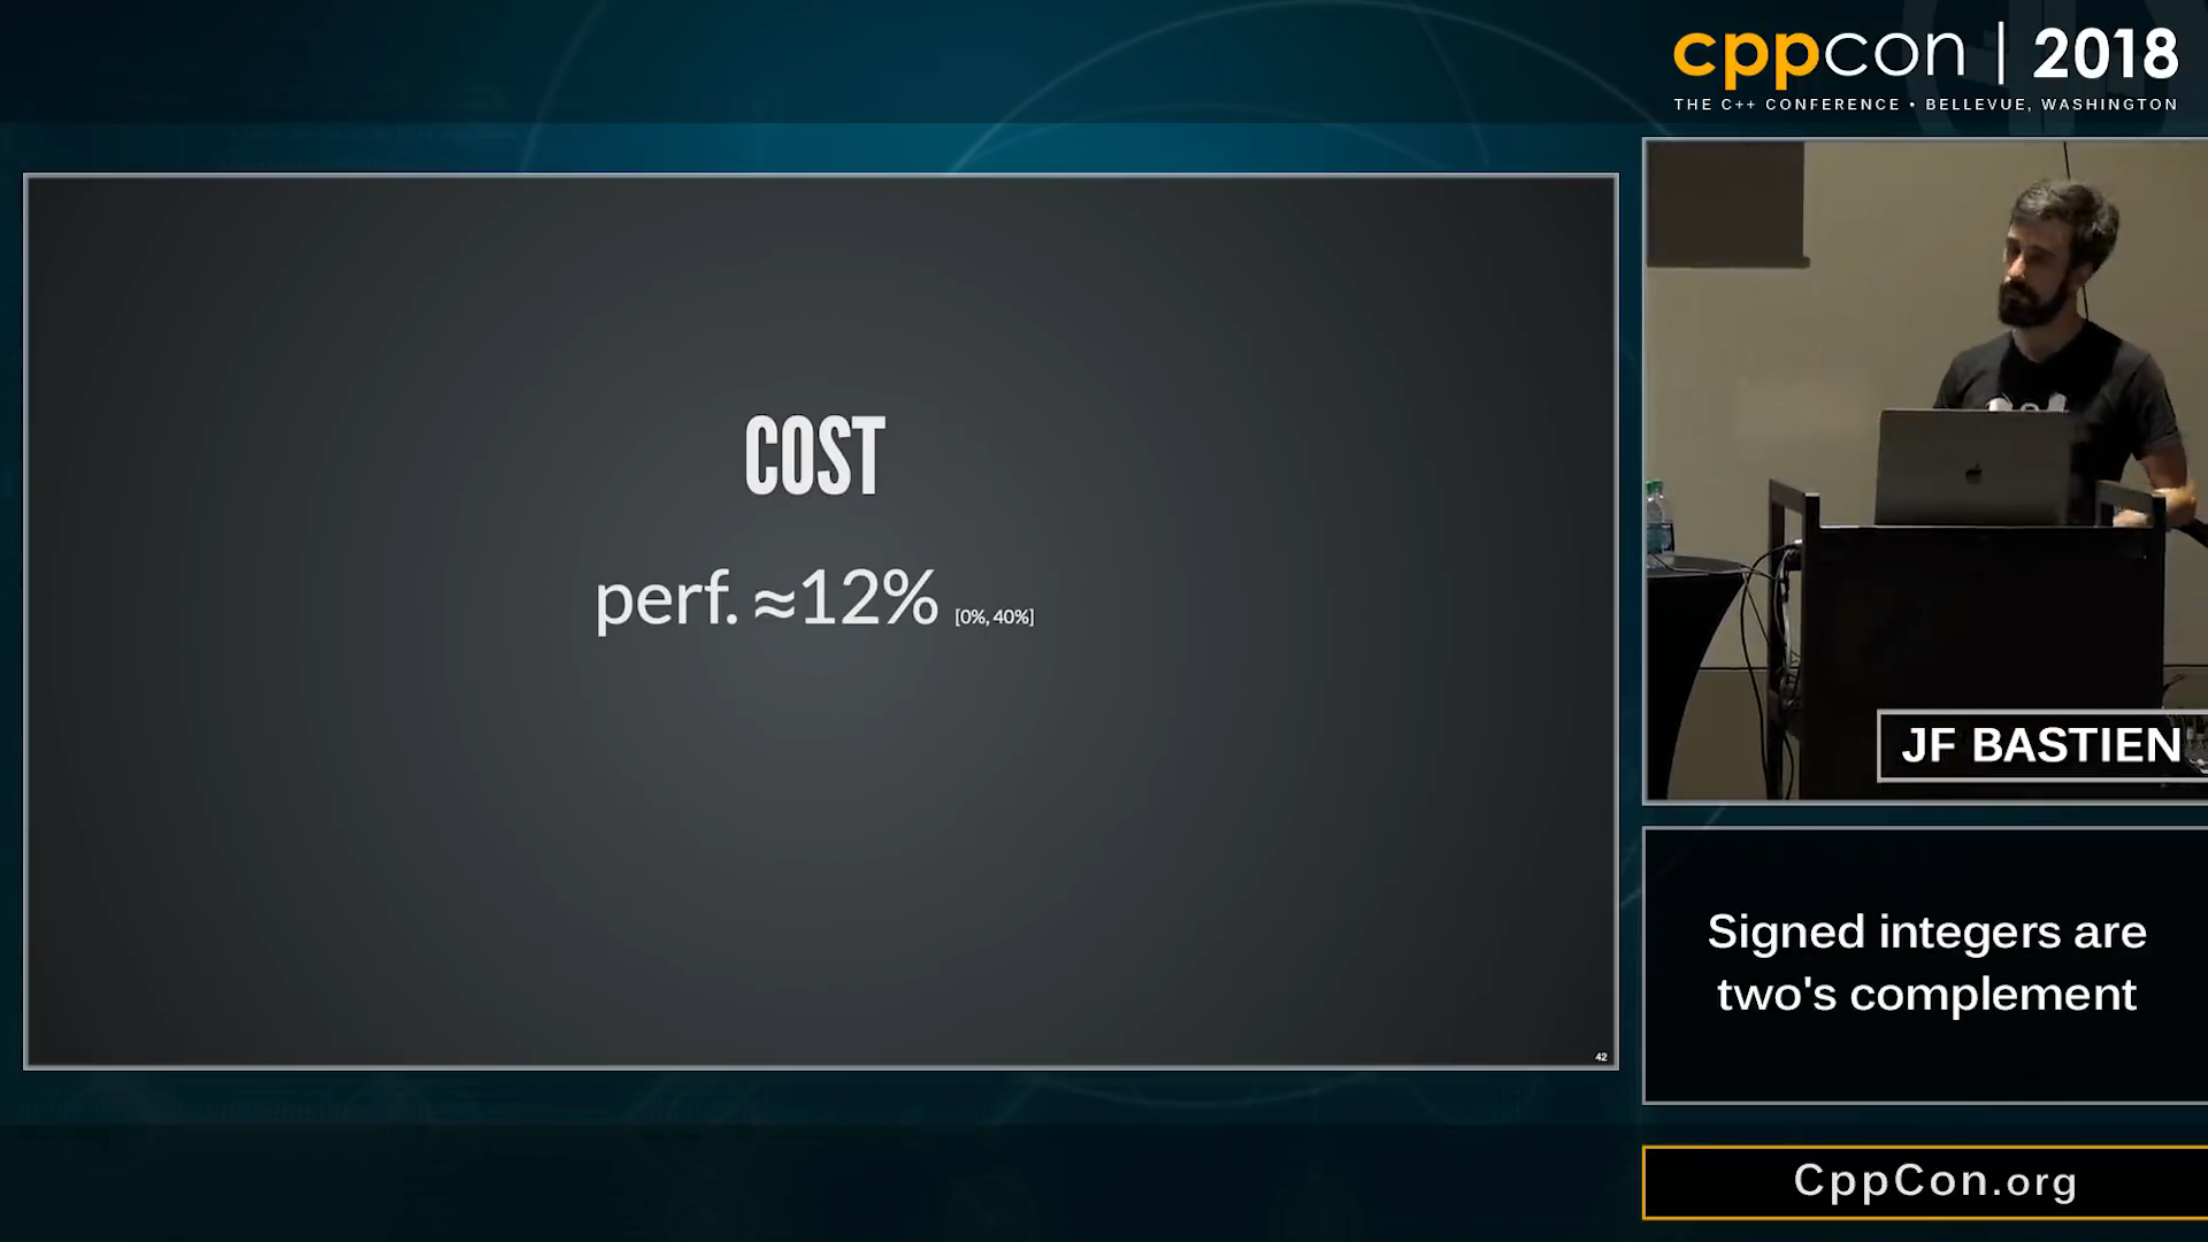 cppcon | 2018
THE C++ CONFERENCE • BELLEVUE, WASHINGTON
COST
perf. ≈12% [0%, 40%]
42
JF BASTIEN
Signed integers are
two's complement
CppCon.org